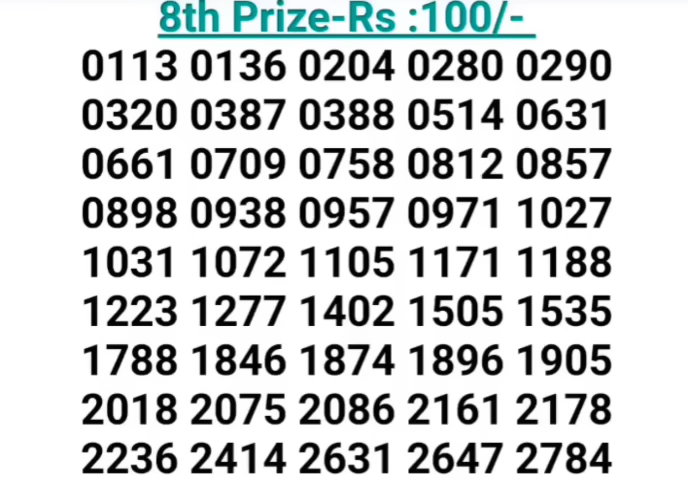 8th Prize-Rs :100/-
0113 0136 0204 0280 0290
0320 0387 0388 0514 0631
0661 0709 0758 0812 0857
0898 0938 0957 0971 1027
1031 1072 1105 1171 1188
1223 1277 1402 1505 1535
1788 1846 1874 1896 1905
2018 2075 2086 2161 2178
2236 2414 2631 2647 2784